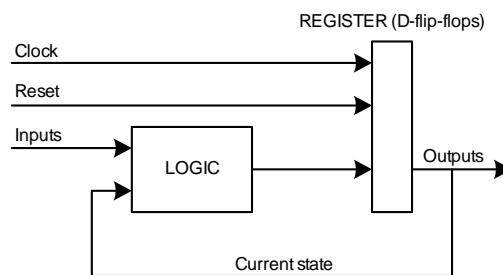 REGISTER (D-flip-flops)
Clock
Reset
Inputs
LOGIC
Outputs
Current state